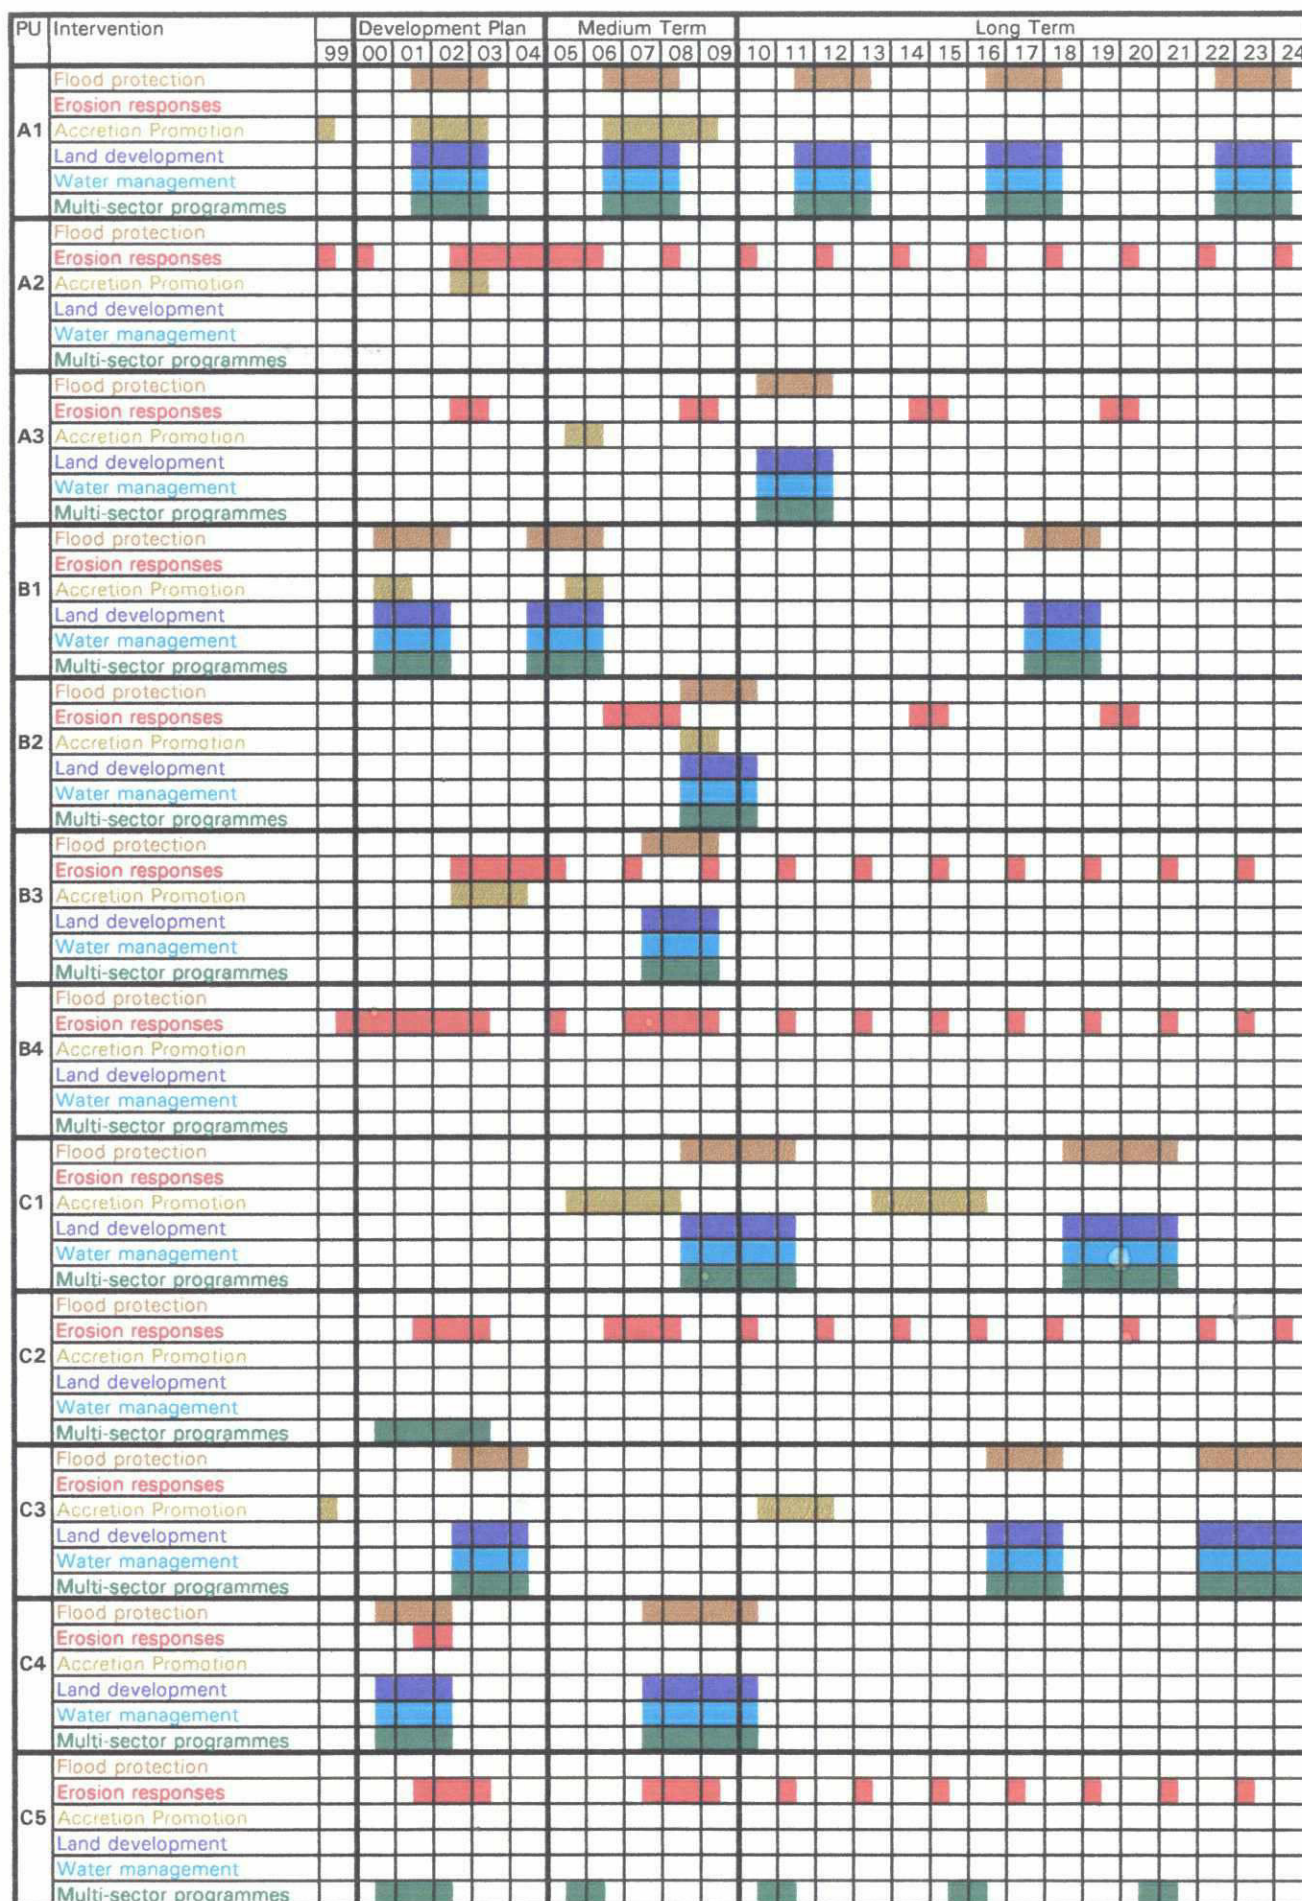 PU Intervention Development Plan Medium Term Long Term
99 00 01 02 03 04 05 06 07 08 09 10 11 12 13 14 15 16 17 18 19 20 21 22 23 24
Flood protection
Erosion responses
A1 Accretion Promotion
Land development
Water management
Multi-sector programmes
Flood protection
Erosion responses
A2 Accretion Promotion
Land development
Water management
Multi-sector programmes
Flood protection
Erosion responses
A3 Accretion Promotion
Land development
Water management
Multi-sector programmes
Flood protection
Erosion responses
B1 Accretion Promotion
Land development
Water management
Multi-sector programmes
Flood protection
Erosion responses
B2 Accretion Promotion
Land development
Water management
Multi-sector programmes
Flood protection
Erosion responses
B3 Accretion Promotion
Land development
Water management
Multi-sector programmes
Flood protection
Erosion responses
B4 Accretion Promotion
Land development
Water management
Multi-sector programmes
Flood protection
Erosion responses
C1 Accretion Promotion
Land development
Water management
Multi-sector programmes
Flood protection
Erosion responses
C2 Accretion Promotion
Land development
Water management
Multi-sector programmes
Flood protection
Erosion responses
C3 Accretion Promotion
Land development
Water management
Multi-sector programmes
Flood protection
Erosion responses
C4 Accretion Promotion
Land development
Water management
Multi-sector programmes
Flood protection
Erosion responses
C5 Accretion Promotion
Land development
Water management
Multi-sector programmes